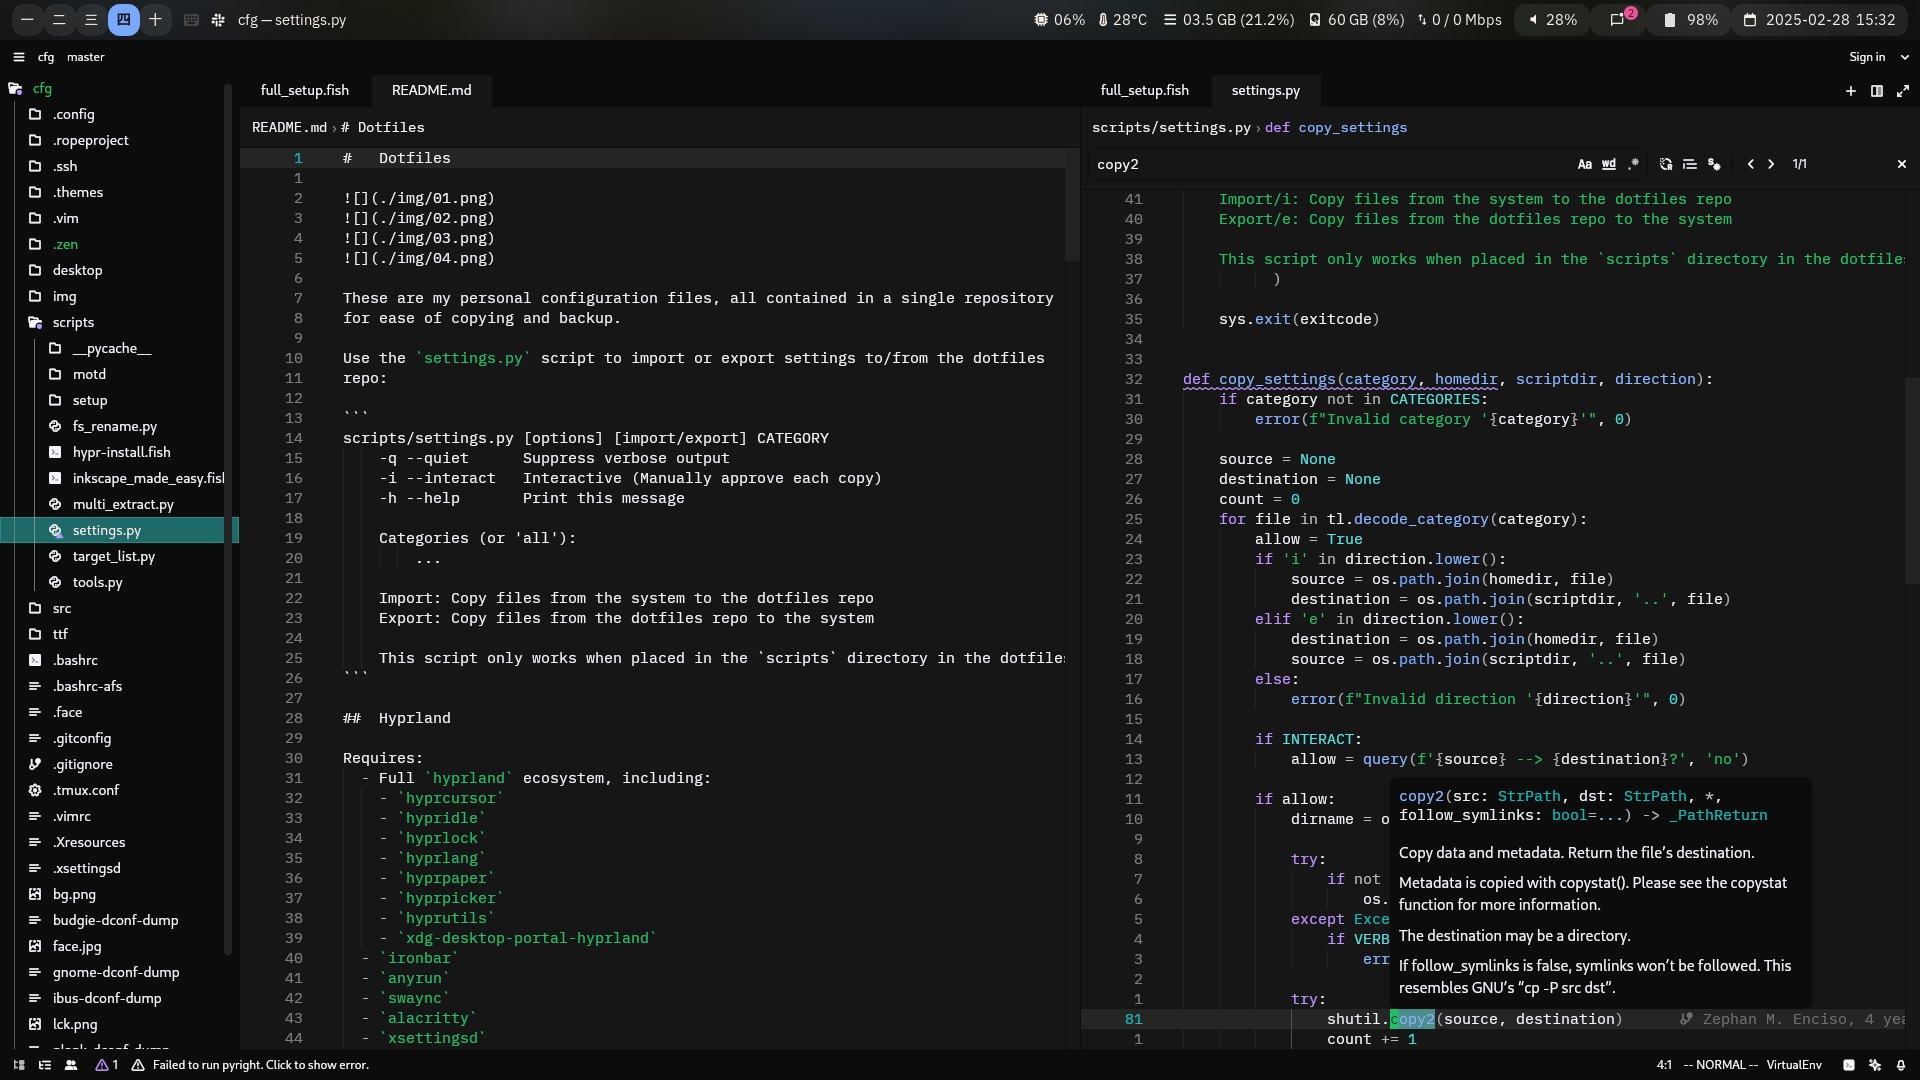 一 二 三 四 + cfg — settings.py
06% 28°C 03.5 GB (21.2%) 60 GB (8%) 0 / 0 Mbps 28% 2 98% 2025-02-28 15:32
cfg master Sign in
cfg
.config
.ropeproject
.ssh
.themes
.vim
.zen
desktop
img
scripts
__pycache__
motd
setup
fs_rename.py
hypr-install.fish
inkscape_made_easy.fish
multi_extract.py
settings.py
target_list.py
tools.py
src
ttf
.bashrc
.bashrc-afs
.face
.gitconfig
.gitignore
.tmux.conf
.vimrc
.Xresources
.xsettingsd
bg.png
budgie-dconf-dump
face.jpg
gnome-dconf-dump
ibus-dconf-dump
lck.png
full_setup.fish README.md
README.md › # Dotfiles
1 #   Dotfiles
1
2 ![](./img/01.png)
3 ![](./img/02.png)
4 ![](./img/03.png)
5 ![](./img/04.png)
6
7 These are my personal configuration files, all contained in a single repository
8 for ease of copying and backup.
9
10 Use the `settings.py` script to import or export settings to/from the dotfiles
11 repo:
12
13 ```
14 scripts/settings.py [options] [import/export] CATEGORY
15     -q --quiet      Suppress verbose output
16     -i --interact   Interactive (Manually approve each copy)
17     -h --help       Print this message
18
19     Categories (or 'all'):
20         ...
21
22     Import: Copy files from the system to the dotfiles repo
23     Export: Copy files from the dotfiles repo to the system
24
25     This script only works when placed in the `scripts` directory in the dotfiles
26 ```
27
28 ##  Hyprland
29
30 Requires:
31   - Full `hyprland` ecosystem, including:
32     - `hyprcursor`
33     - `hypridle`
34     - `hyprlock`
35     - `hyprlang`
36     - `hyprpaper`
37     - `hyprpicker`
38     - `hyprutils`
39     - `xdg-desktop-portal-hyprland`
40   - `ironbar`
41   - `anyrun`
42   - `swaync`
43   - `alacritty`
44   - `xsettingsd`
full_setup.fish settings.py
scripts/settings.py › def copy_settings
copy2 Aa wd .* 1/1
41     Import/i: Copy files from the system to the dotfiles repo
40     Export/e: Copy files from the dotfiles repo to the system
39
38     This script only works when placed in the `scripts` directory in the dotfiles
37           )
36
35     sys.exit(exitcode)
34
33
32 def copy_settings(category, homedir, scriptdir, direction):
31     if category not in CATEGORIES:
30         error(f"Invalid category '{category}'", 0)
29
28     source = None
27     destination = None
26     count = 0
25     for file in tl.decode_category(category):
24         allow = True
23         if 'i' in direction.lower():
22             source = os.path.join(homedir, file)
21             destination = os.path.join(scriptdir, '..', file)
20         elif 'e' in direction.lower():
19             destination = os.path.join(homedir, file)
18             source = os.path.join(scriptdir, '..', file)
17         else:
16             error(f"Invalid direction '{direction}'", 0)
15
14         if INTERACT:
13             allow = query(f'{source} --> {destination}?', 'no')
12
11         if allow:
10             dirname = o
9
8             try:
7                 if not
6                     os.
5             except Exce
4                 if VERB
3                     err
2
1             try:
81                 shutil.copy2(source, destination) Zephan M. Enciso, 4 yea
1                 count += 1
copy2(src: StrPath, dst: StrPath, *,
follow_symlinks: bool=...) -> _PathReturn
Copy data and metadata. Return the file's destination.
Metadata is copied with copystat(). Please see the copystat
function for more information.
The destination may be a directory.
If follow_symlinks is false, symlinks won't be followed. This
resembles GNU's "cp -P src dst".
1 Failed to run pyright. Click to show error. 4:1 -- NORMAL -- VirtualEnv